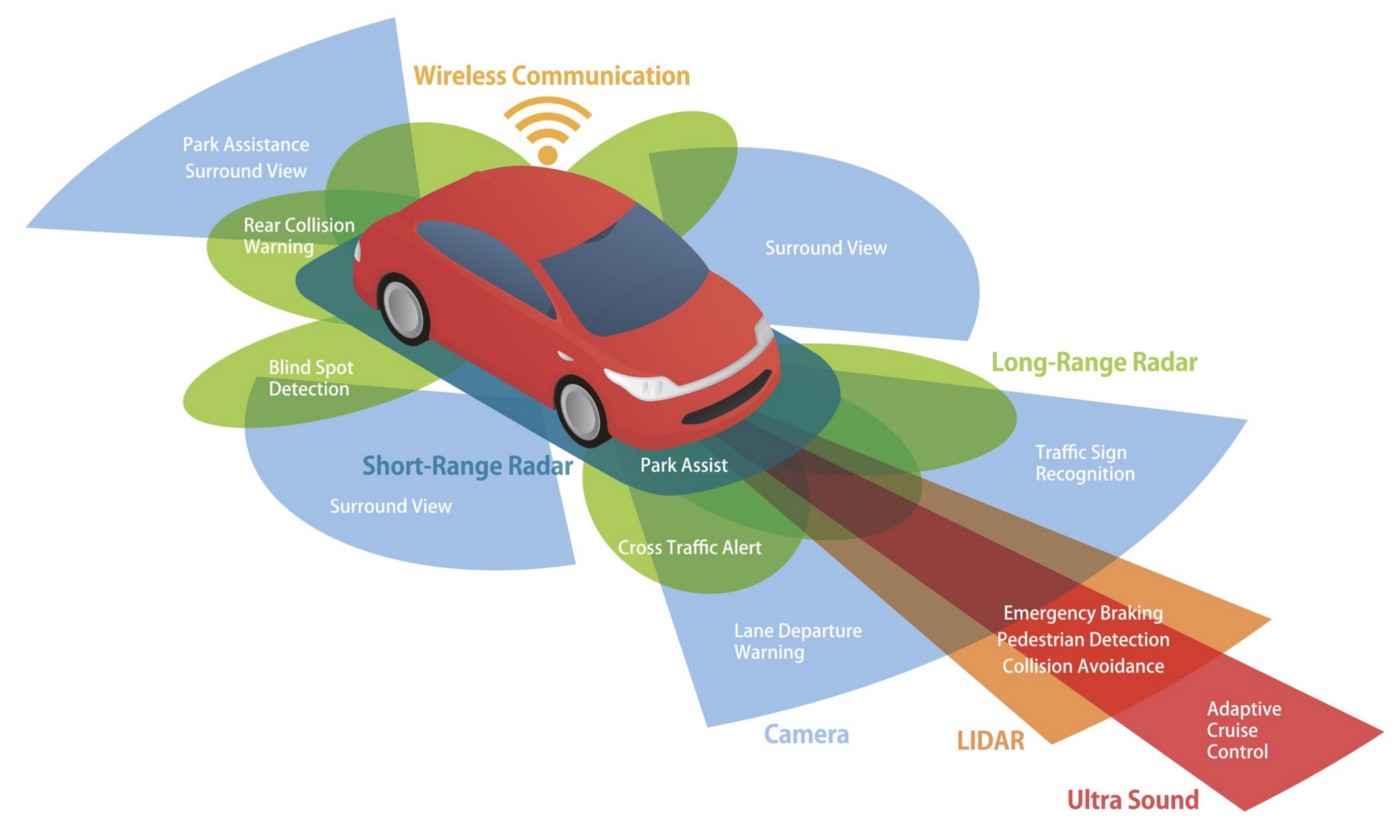 Wireless Communication
Park Assistance
Surround View
Rear Collision
Warning
Surround View
Blind Spot
Detection
Long-Range Radar
Short-Range Radar
Park Assist
Traffic Sign
Recognition
Surround View
Cross Traffic Alert
Lane Departure
Warning
Emergency Braking
Pedestrian Detection
Collision Avoidance
Camera
LIDAR
Adaptive
Cruise
Control
Ultra Sound